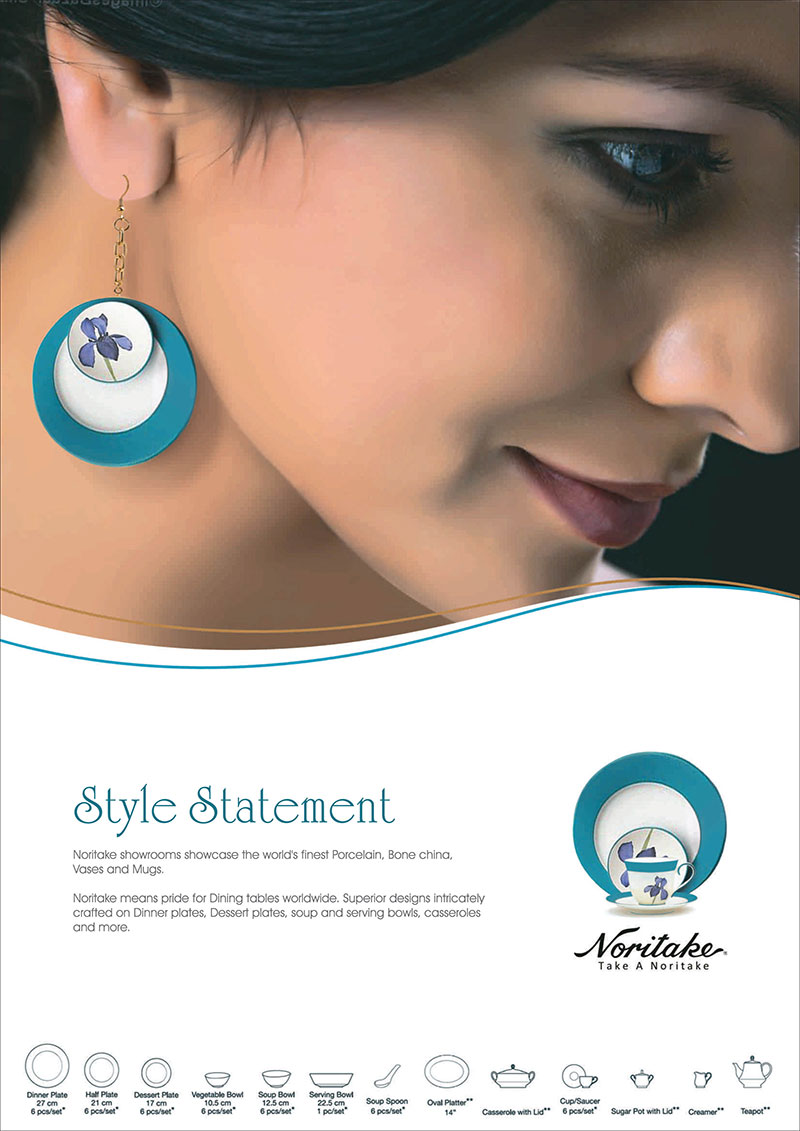 Style Statement
Noritake showrooms showcase the world's finest Porcelain, Bone china,
Vases and Mugs.
Noritake means pride for Dining tables worldwide. Superior designs intricately
crafted on Dinner plates, Dessert plates, soup and serving bowls, casseroles
and more.
Noritake®
Take A Noritake
Dinner Plate
27 cm
6 pcs/set*
Half Plate
21 cm
6 pcs/set*
Dessert Plate
17 cm
6 pcs/set*
Vegetable Bowl
10.5 cm
6 pcs/set*
Soup Bowl
12.5 cm
6 pcs/set*
Serving Bowl
22.5 cm
1 pc/set*
Soup Spoon
6 pcs/set*
Oval Platter**
14"
Casserole with Lid**
Cup/Saucer
6 pcs/set*
Sugar Pot with Lid**
Creamer**
Teapot**